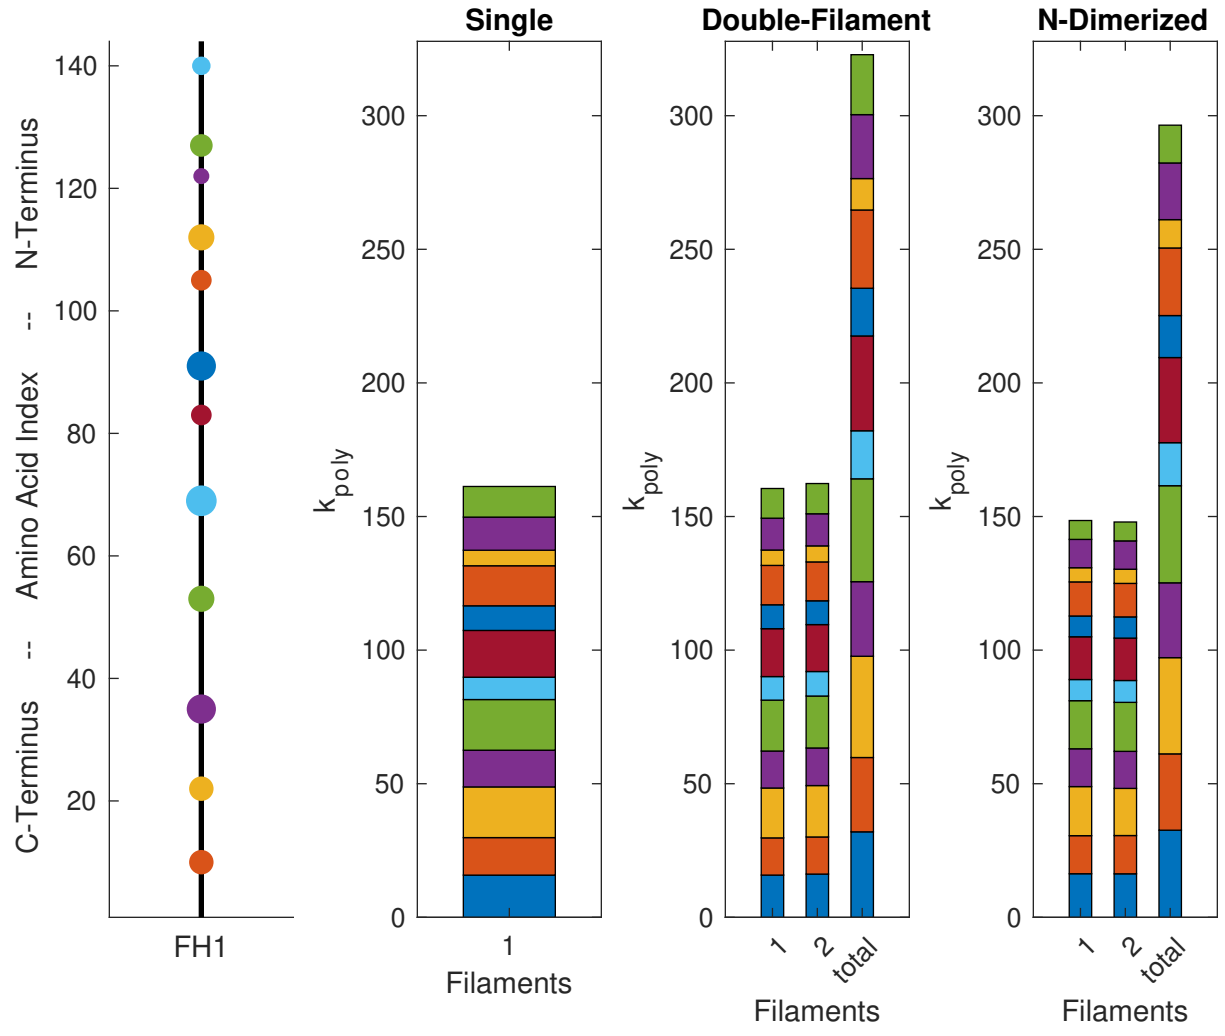 Single
Double-Filament
N-Dimerized
C-Terminus -- Amino Acid Index -- N-Terminus
140
120
100
80
60
40
20
FH1
k_poly
300
250
200
150
100
50
0
1
Filaments
k_poly
300
250
200
150
100
50
0
1
2
total
Filaments
k_poly
300
250
200
150
100
50
0
1
2
total
Filaments